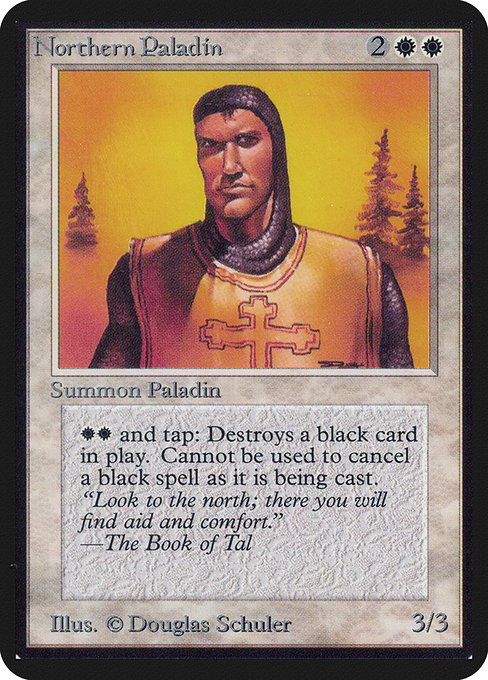 Northern Paladin 2
Summon Paladin
and tap: Destroys a black card
in play. Cannot be used to cancel
a black spell as it is being cast.
“Look to the north; there you will
find aid and comfort.”
—The Book of Tal
Illus. © Douglas Schuler 3/3